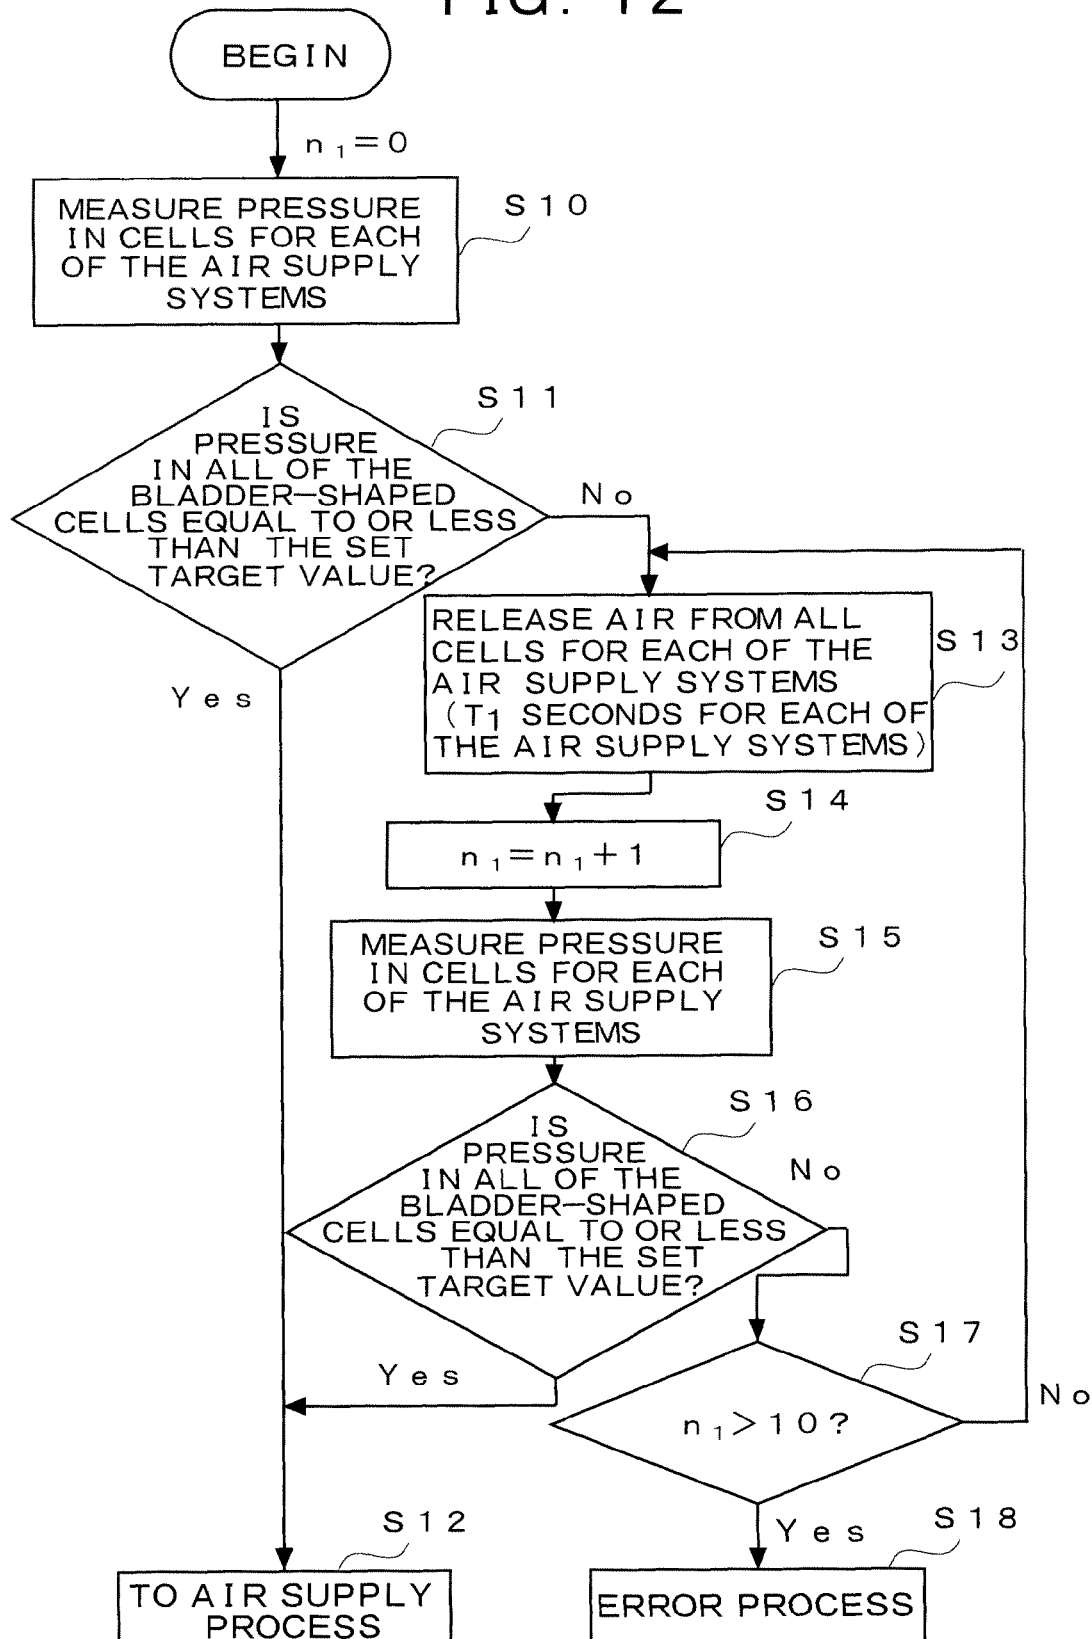 FIG. 12
BEGIN
n₁=0
MEASURE PRESSURE
IN CELLS FOR EACH
OF THE AIR SUPPLY
SYSTEMS
S10
S11
IS
PRESSURE
IN ALL OF THE
BLADDER-SHAPED
CELLS EQUAL TO OR LESS
THAN THE SET
TARGET VALUE?
No
Yes
RELEASE AIR FROM ALL
CELLS FOR EACH OF THE
AIR SUPPLY SYSTEMS
(T₁ SECONDS FOR EACH OF
THE AIR SUPPLY SYSTEMS)
S13
S14
n₁=n₁+1
MEASURE PRESSURE
IN CELLS FOR EACH
OF THE AIR SUPPLY
SYSTEMS
S15
S16
IS
PRESSURE
IN ALL OF THE
BLADDER-SHAPED
CELLS EQUAL TO OR LESS
THAN THE SET
TARGET VALUE?
No
Yes
S17
n₁>10?
No
Yes
S12
TO AIR SUPPLY
PROCESS
S18
ERROR PROCESS